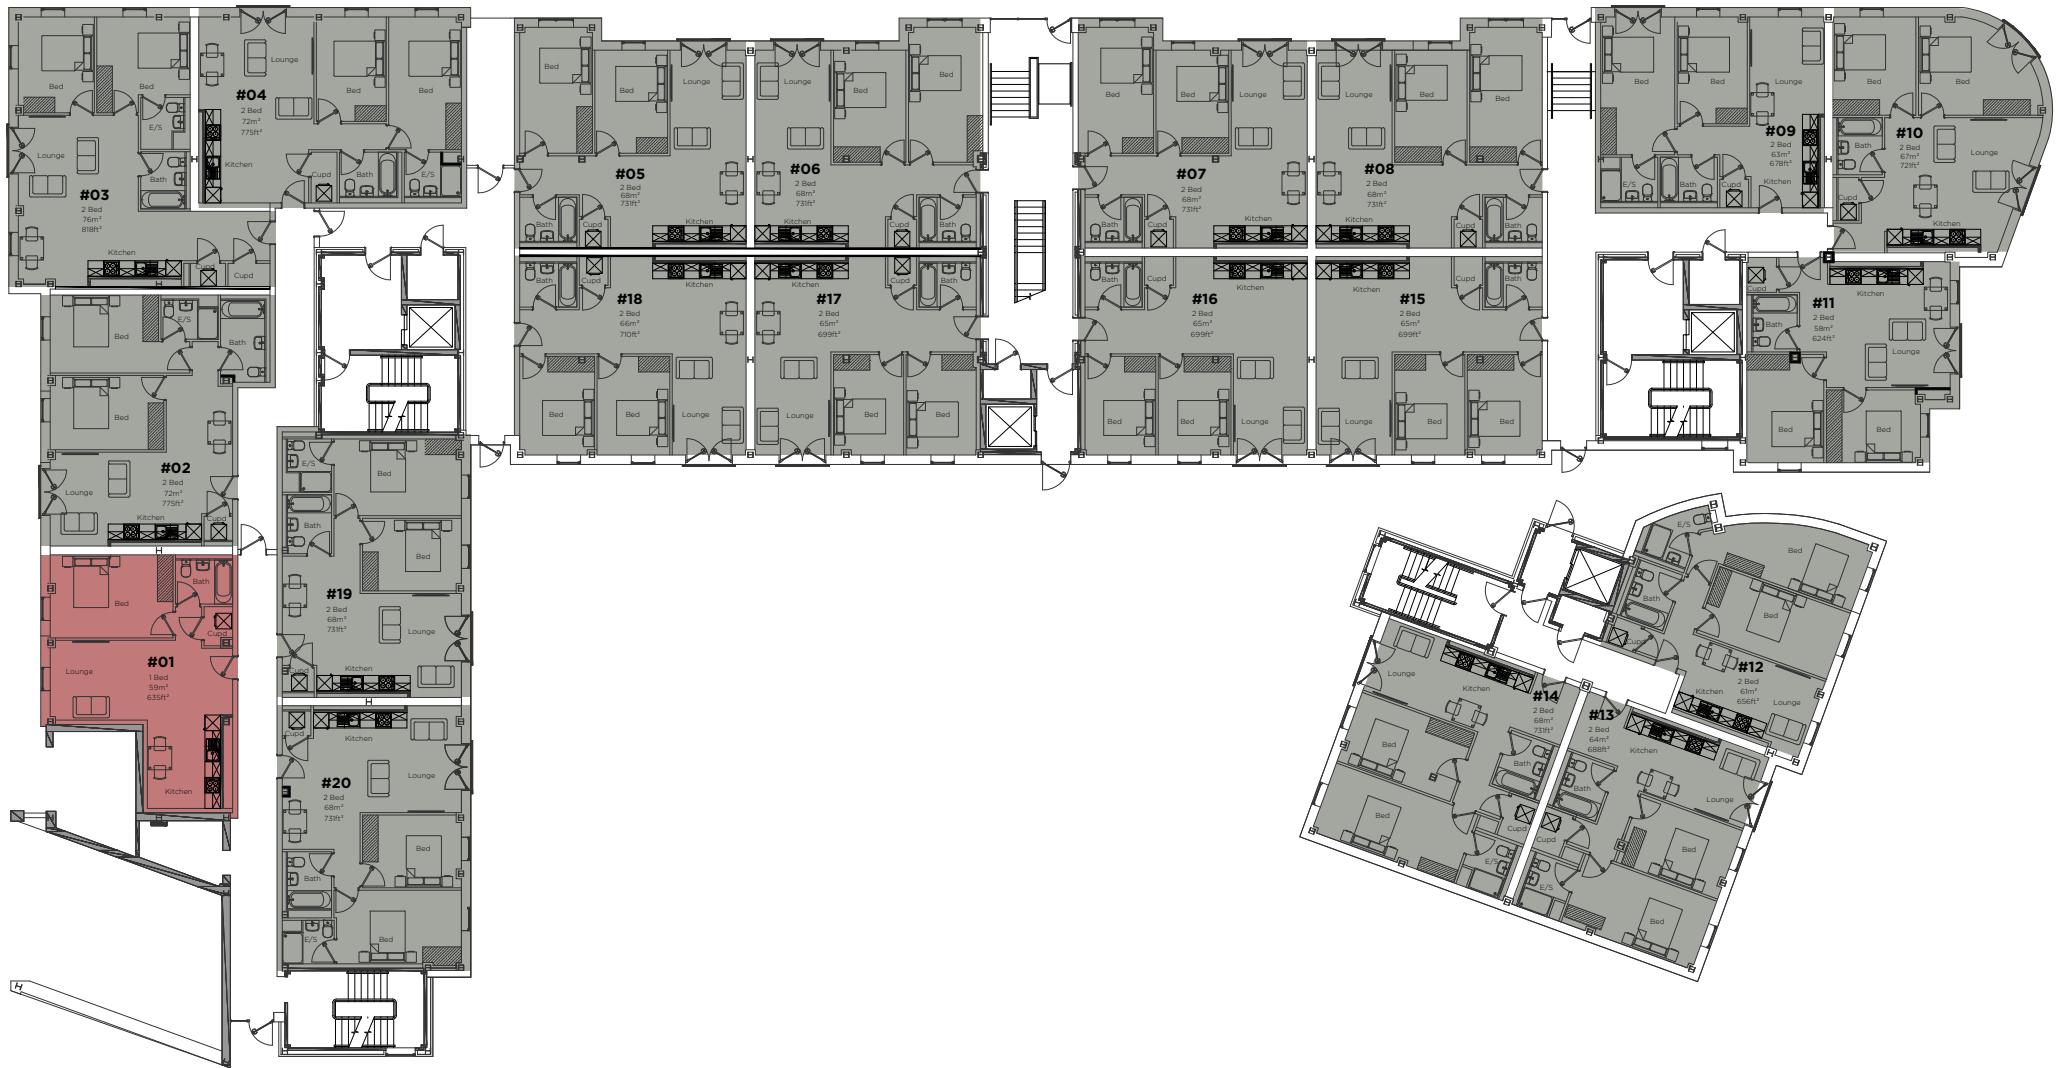 #03
2 Bed
76m²
818ft²
Bed
Bed
E/S
Lounge
Bath
Kitchen
Cupd
Cupd
#04
2 Bed
72m²
775ft²
Lounge
Bed
Bed
Kitchen
Cupd
Bath
E/S
#05
2 Bed
68m²
731ft²
Bed
Bed
Lounge
Bath
Cupd
Kitchen
#06
2 Bed
68m²
731ft²
Lounge
Bed
Bed
Kitchen
Cupd
Bath
#07
2 Bed
68m²
731ft²
Bed
Bed
Lounge
Bath
Cupd
Kitchen
#08
2 Bed
68m²
731ft²
Lounge
Bed
Bed
Kitchen
Cupd
Bath
#09
2 Bed
63m²
678ft²
Bed
Bed
Lounge
E/S
Bath
Cupd
Kitchen
#10
2 Bed
67m²
721ft²
Bed
Bed
Bath
Lounge
Cupd
Kitchen
#18
2 Bed
66m²
710ft²
Bath
Cupd
Kitchen
Bed
Bed
Lounge
#17
2 Bed
65m²
699ft²
Kitchen
Cupd
Bath
Lounge
Bed
Bed
#16
2 Bed
65m²
699ft²
Bath
Cupd
Kitchen
Bed
Bed
Lounge
#15
2 Bed
65m²
699ft²
Kitchen
Cupd
Bath
Lounge
Bed
Bed
#11
2 Bed
58m²
624ft²
Cupd
Kitchen
Bath
Lounge
Bed
Bed
#02
2 Bed
72m²
775ft²
Bed
E/S
Bath
Bed
Lounge
Kitchen
Cupd
#01
1 Bed
59m²
635ft²
Bed
Bath
Cupd
Lounge
Kitchen
#19
2 Bed
68m²
731ft²
E/S
Bed
Bath
Bed
Lounge
Kitchen
Cupd
#20
2 Bed
68m²
731ft²
Cupd
Kitchen
Lounge
Bed
Bath
E/S
Bed
#12
2 Bed
61m²
656ft²
E/S
Bed
Bath
Bed
Cupd
Kitchen
Lounge
#14
2 Bed
68m²
731ft²
Lounge
Kitchen
Bed
Bath
Bed
Cupd
E/S
#13
2 Bed
64m²
688ft²
Kitchen
Bath
Lounge
Cupd
Bed
E/S
Bed